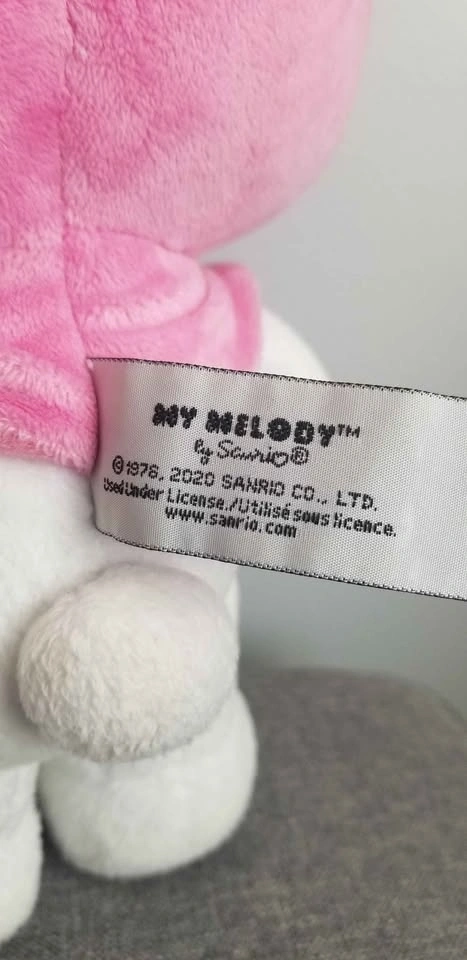 MY MELODY™
by Sanrio®
©1976, 2020 SANRIO CO., LTD.
Used Under License./Utilisé sous licence.
www.sanrio.com